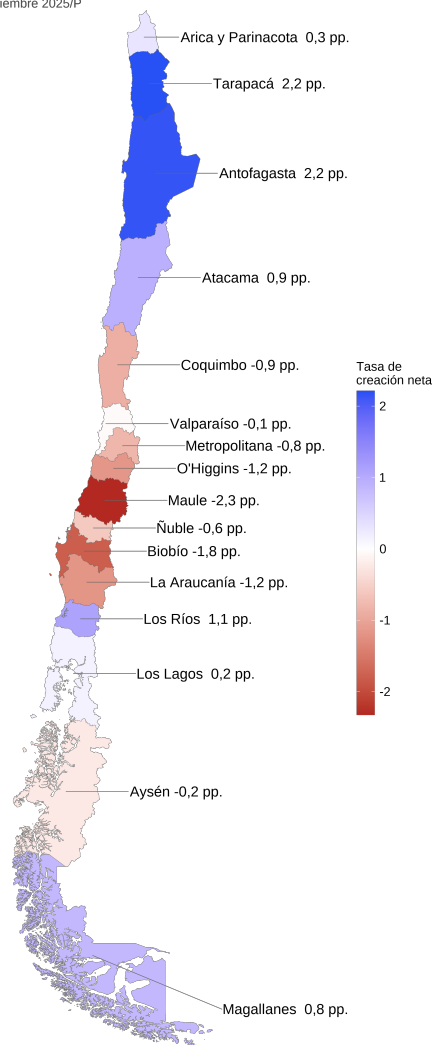 iembre 2025/P
Arica y Parinacota 0,3 pp.
Tarapacá 2,2 pp.
Antofagasta 2,2 pp.
Atacama 0,9 pp.
Coquimbo -0,9 pp.
Tasa de
creación neta
2
1
0
-1
-2
Valparaíso -0,1 pp.
Metropolitana -0,8 pp.
O'Higgins -1,2 pp.
Maule -2,3 pp.
Ñuble -0,6 pp.
Biobío -1,8 pp.
La Araucanía -1,2 pp.
Los Ríos 1,1 pp.
Los Lagos 0,2 pp.
Aysén -0,2 pp.
Magallanes 0,8 pp.